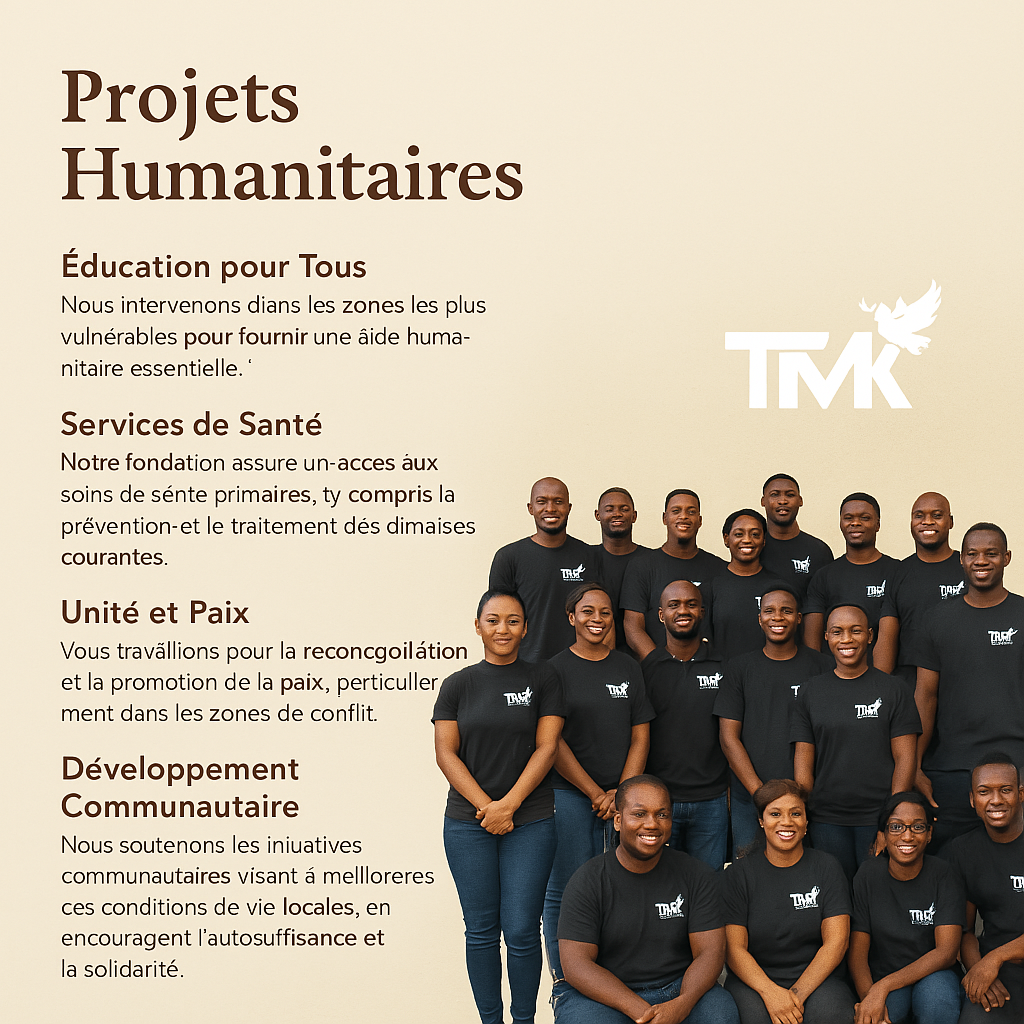 Projets
Humanitaires
Éducation pour Tous
Nous intervenons dians les zones les plus
vulnérables pour fournir une âide huma-
nitaire essentielle. ‘
Services de Santé
Notre fondation assure un-acces áux
soins de sénte primaires, ty compris la
prévention-et le traitement dés dimaises
courantes.
Unité et Paix
Vous travãllions pour la reconcgoilátion
et la promotion de la paix, perticuller
ment dans les zones de conflit.
Développement
Communautaire
Nous soutenons les iniuatives
communautaires visant á mellloreres
ces conditions de vie locales, en
encouragent l'autosuffisance et
la solidarité.
TMK